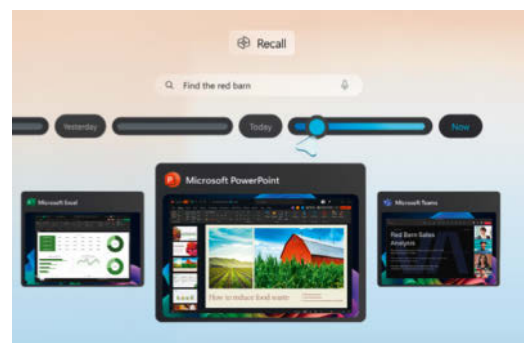 Recall
Find the red barn
Yesterday
Today
Now
Microsoft PowerPoint
Microsoft Excel
Microsoft Teams
Red Barn Sales
Analysis
How to reduce food waste